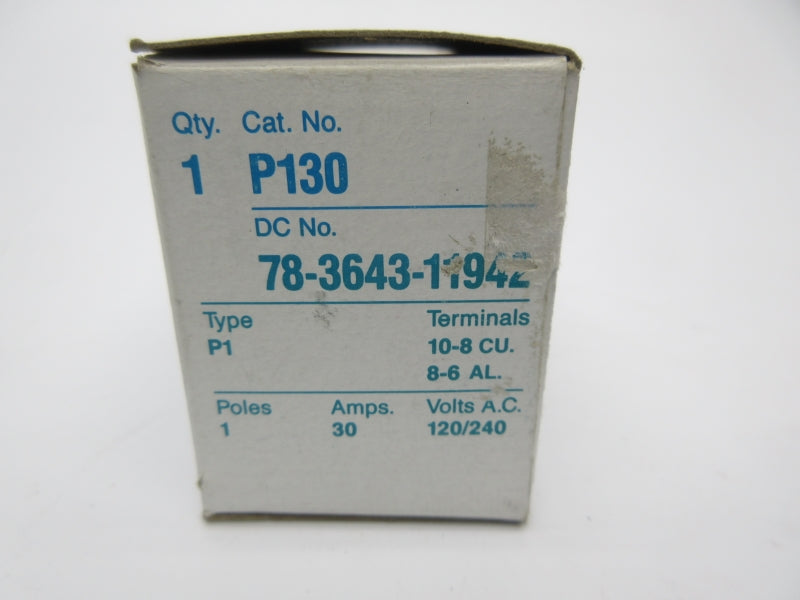 Qty. Cat. No.
1 P130
DC No.
78-3643-11942
Type Terminals
P1 10-8 CU.
8-6 AL.
Poles Amps. Volts A.C.
1 30 120/240